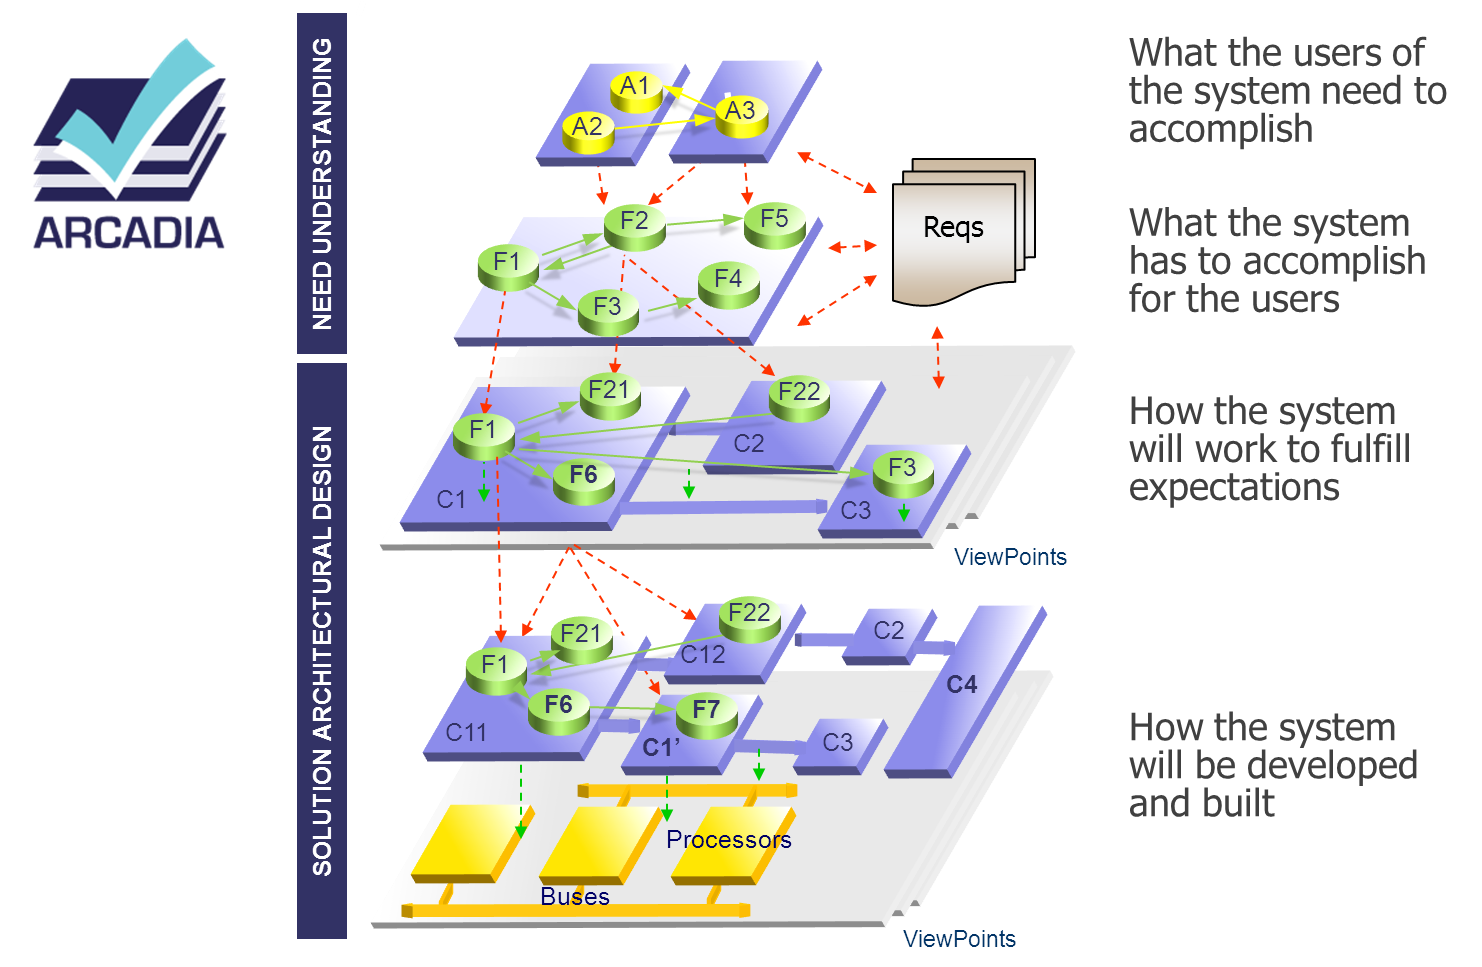 ARCADIA
NEED UNDERSTANDING
What the users of
the system need to
accomplish
A1
A2
A3
Reqs
What the system
has to accomplish
for the users
F2
F5
F1
F4
F3
SOLUTION ARCHITECTURAL DESIGN
How the system
will work to fulfill
expectations
F21
F22
F1
C2
F6
F3
C1
C3
ViewPoints
How the system
will be developed
and built
F21
F22
C2
F1
C12
C4
F6
F7
C11
C1’
C3
Processors
Buses
ViewPoints